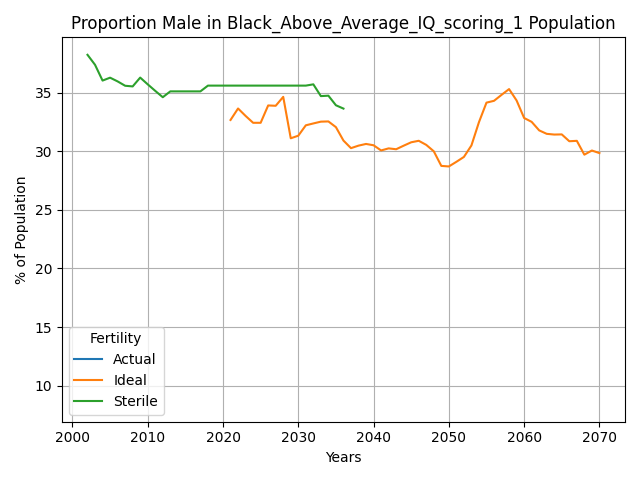 Proportion Male in Black_Above_Average_IQ_scoring_1 Population
% of Population
35
30
25
20
15
10
Fertility
Actual
Ideal
Sterile
2000 2010 2020 2030 2040 2050 2060 2070
Years